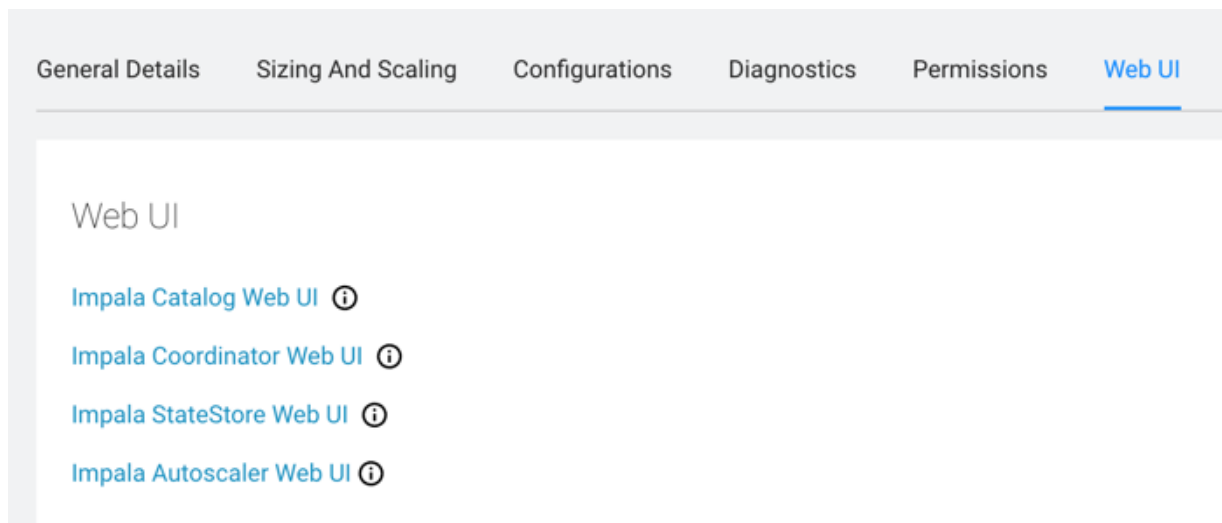 General Details Sizing And Scaling Configurations Diagnostics Permissions Web UI
Web UI
Impala Catalog Web UI
Impala Coordinator Web UI
Impala StateStore Web UI
Impala Autoscaler Web UI